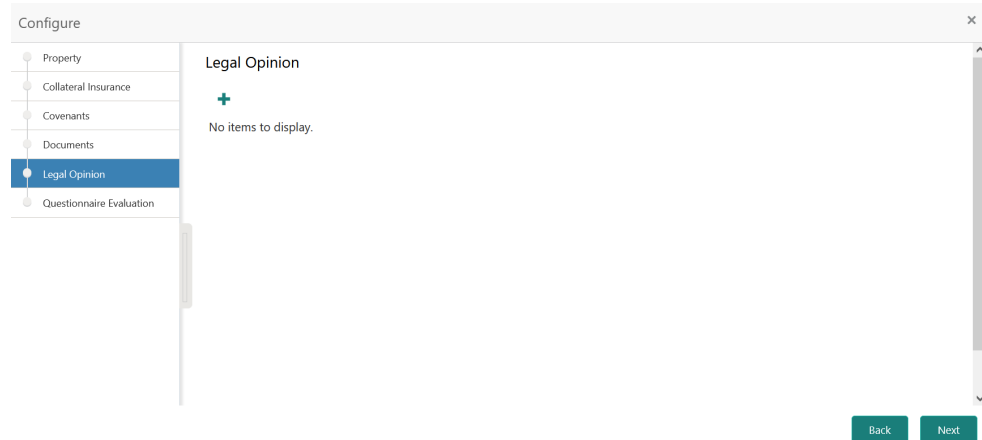 Configure
Property
Collateral Insurance
Covenants
Documents
Legal Opinion
Questionnaire Evaluation
Legal Opinion
No items to display.
Back
Next